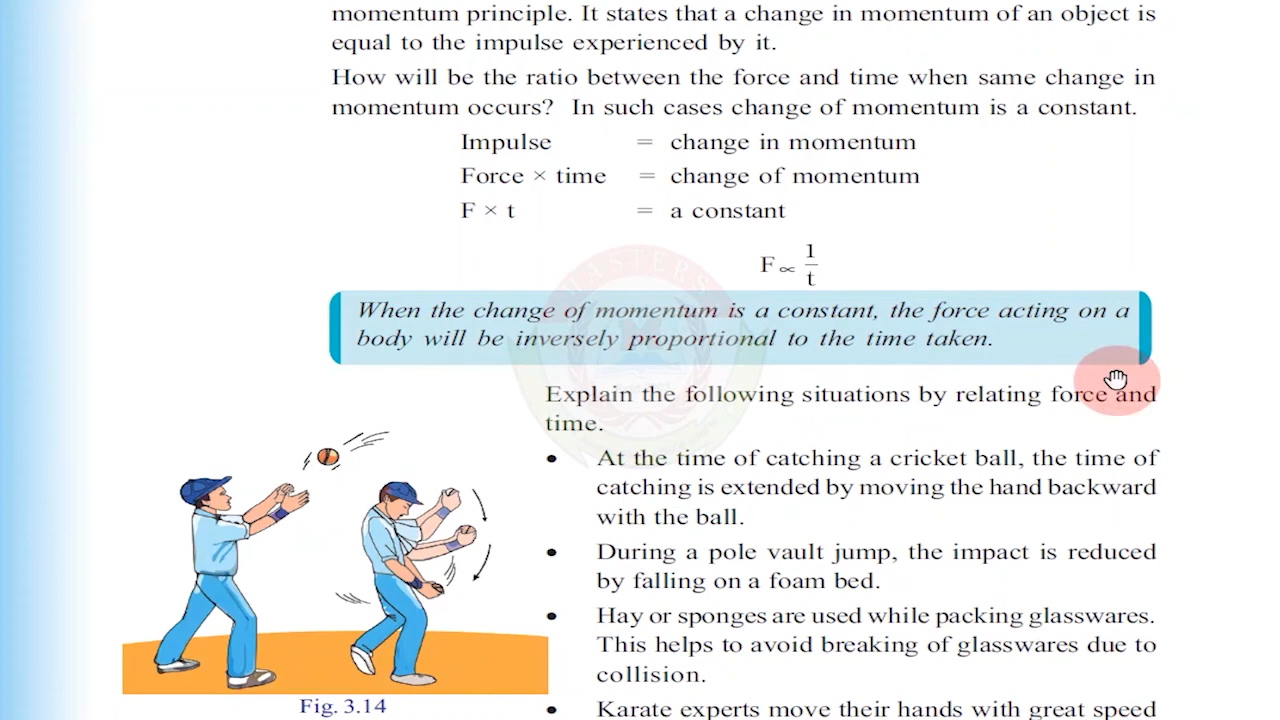 momentum principle. It states that a change in momentum of an object is
equal to the impulse experienced by it.
How will be the ratio between the force and time when same change in
momentum occurs? In such cases change of momentum is a constant.
Impulse = change in momentum
Force × time = change of momentum
F × t = a constant
F ∝ 1/t
MASTERS
When the change of momentum is a constant, the force acting on a
body will be inversely proportional to the time taken.
Explain the following situations by relating force and
time.
• At the time of catching a cricket ball, the time of
catching is extended by moving the hand backward
with the ball.
• During a pole vault jump, the impact is reduced
by falling on a foam bed.
• Hay or sponges are used while packing glasswares.
This helps to avoid breaking of glasswares due to
collision.
• Karate experts move their hands with great speed
Fig. 3.14